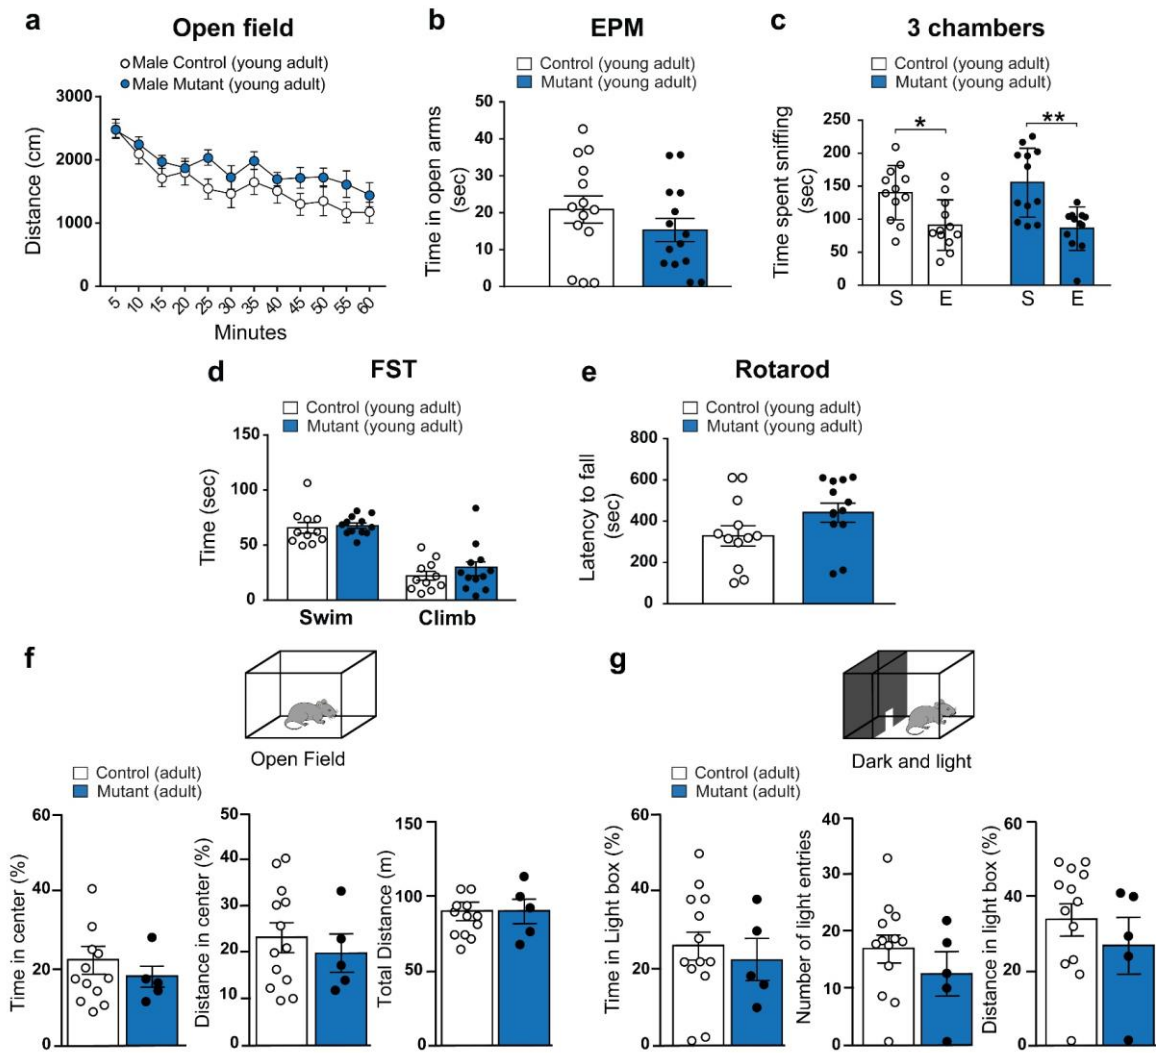 a
Open field
Male Control (young adult)
Male Mutant (young adult)
Distance (cm)
3000
2000
1000
0
5 10 15 20 25 30 35 40 45 50 55 60
Minutes
b
EPM
Control (young adult)
Mutant (young adult)
Time in open arms
(sec)
50
40
30
20
10
0
c
3 chambers
Control (young adult)
Mutant (young adult)
Time spent sniffing
(sec)
250
200
150
100
50
0
* **
S E S E
d
FST
Control (young adult)
Mutant (young adult)
Time (sec)
150
100
50
0
Swim Climb
e
Rotarod
Control (young adult)
Mutant (young adult)
Latency to fall
(sec)
800
600
400
200
0
f
Open Field
Control (adult)
Mutant (adult)
Time in center (%)
60
40
20
0
Distance in center (%)
50
40
30
20
10
0
Total Distance (m)
150
100
50
0
g
Dark and light
Control (adult)
Mutant (adult)
Time in Light box (%)
60
40
20
0
Number of light entries
40
30
20
10
0
Distance in light box (%)
60
40
20
0